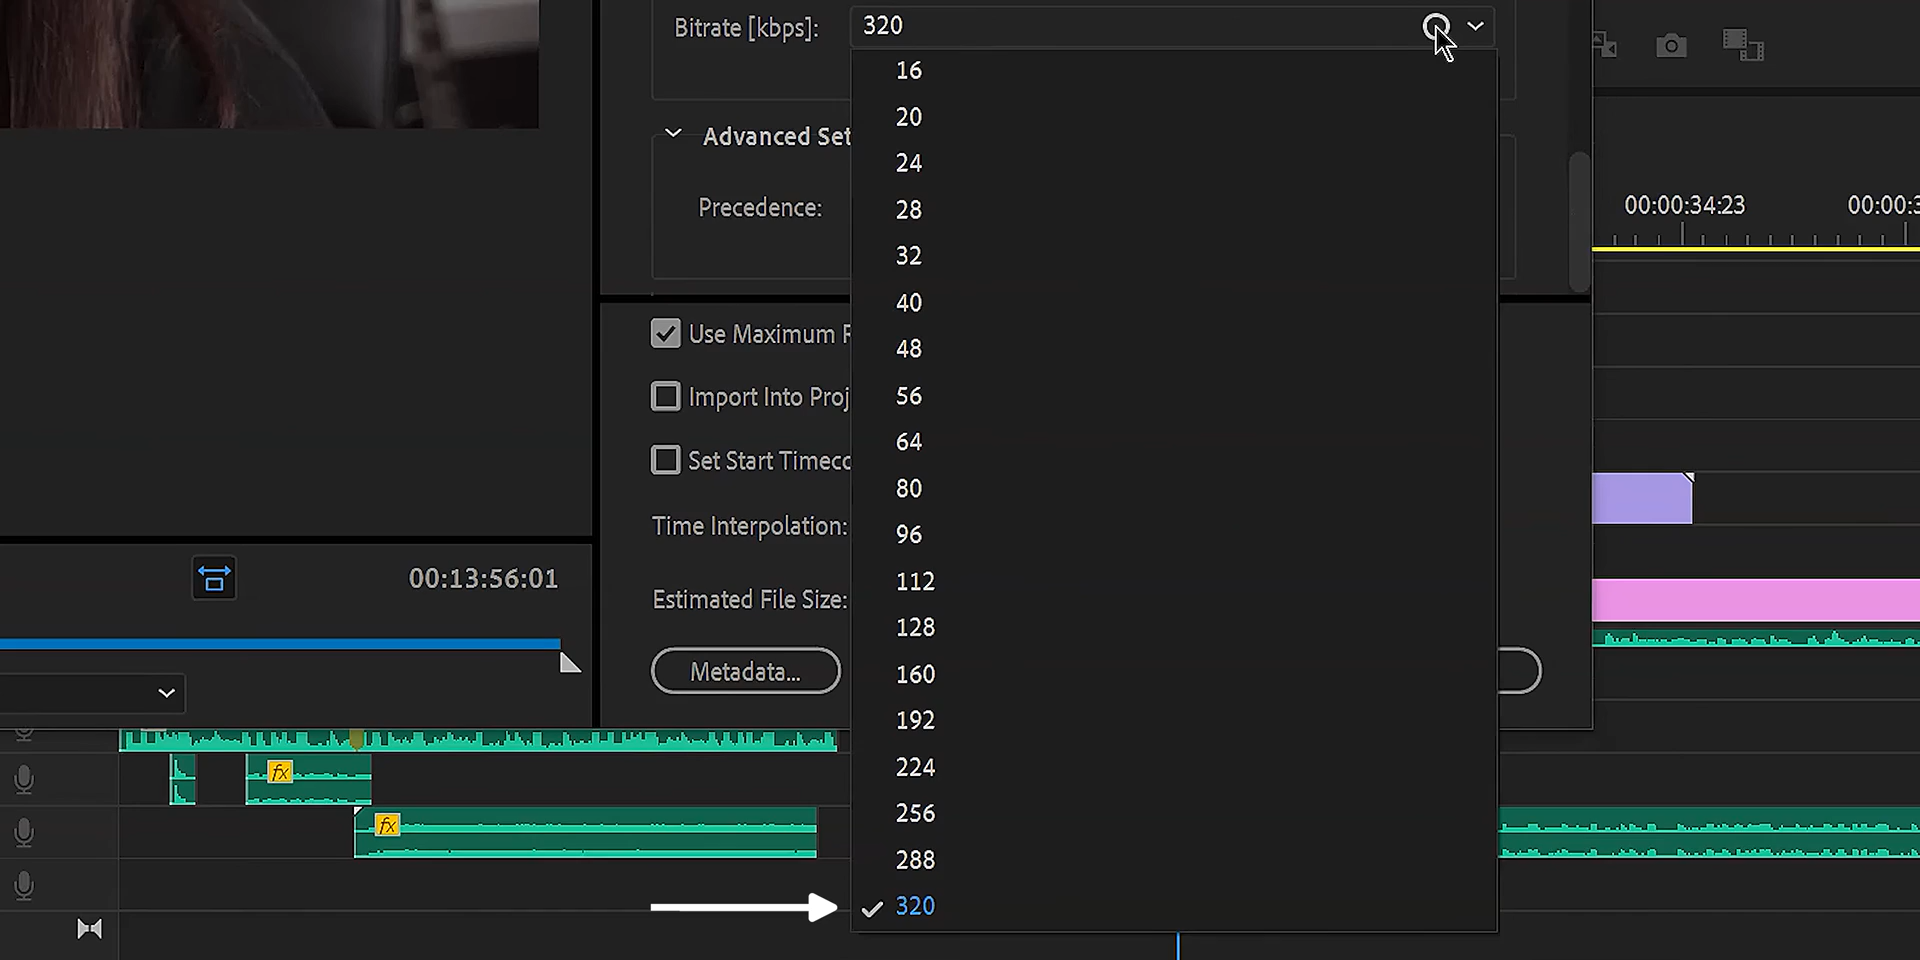 Bitrate [kbps]: 320
16
20
24
28
32
40
48
56
64
80
96
112
128
160
192
224
256
288
320
Advanced Set
Precedence:
Use Maximum
Import Into Proj
Set Start Timeco
Time Interpolation:
Estimated File Size:
Metadata...
00:13:56:01
00:00:34:23
00:00:3
fx
fx